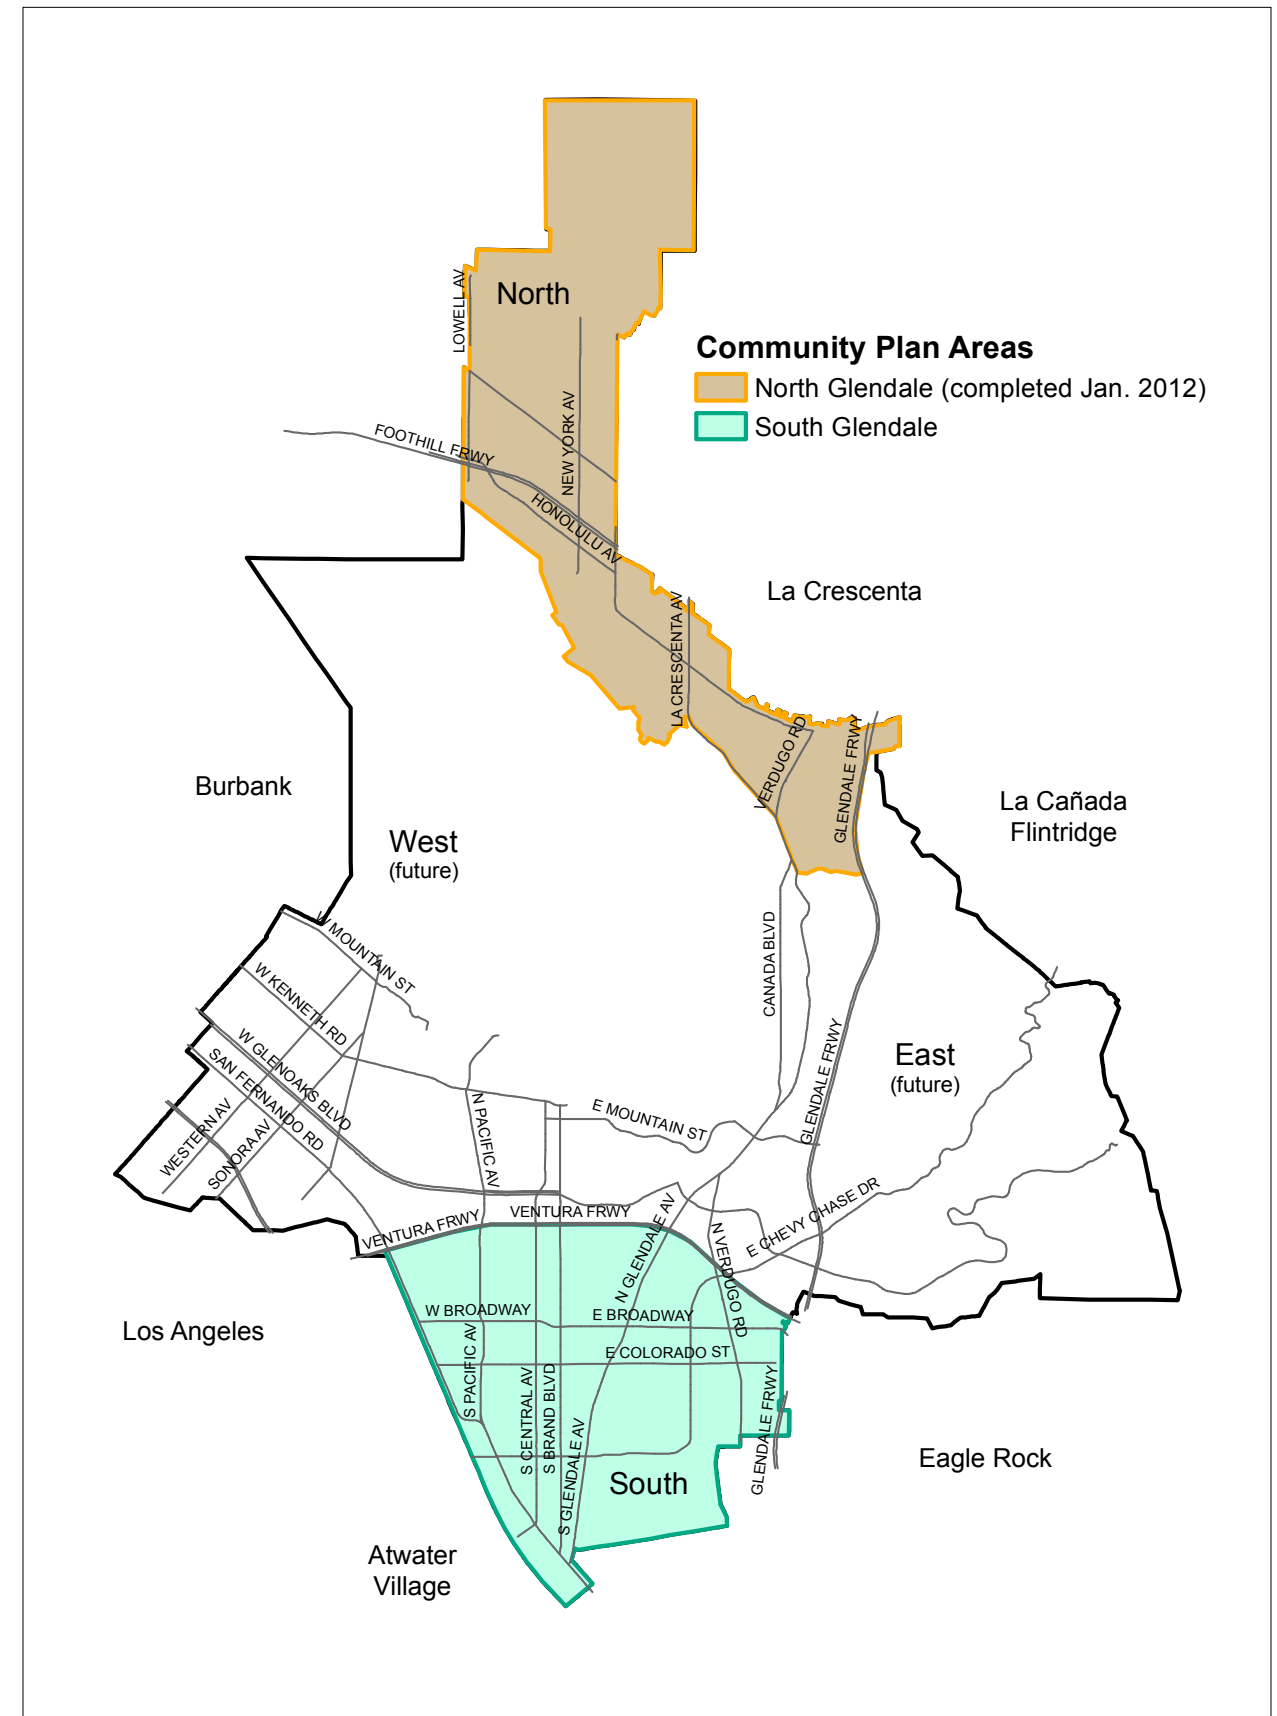 North
LOWELL AV
Community Plan Areas
North Glendale (completed Jan. 2012)
South Glendale
NEW YORK AV
FOOTHILL FRWY
HONOLULU AV
La Crescenta
LA CRESCENTA AV
VERDUGO RD
GLENDALE FRWY
Burbank
La Cañada
Flintridge
West
(future)
W MOUNTAIN ST
CANADA BLVD
W KENNETH RD
W GLENOAKS BLVD
SAN FERNANDO RD
East
(future)
GLENDALE FRWY
WESTERN AV
SONORA AV
N PACIFIC AV
E MOUNTAIN ST
VENTURA FRWY
VENTURA FRWY
N GLENDALE AV
N VERDUGO RD
E CHEVY CHASE DR
W BROADWAY
E BROADWAY
Los Angeles
E COLORADO ST
S PACIFIC AV
S CENTRAL AV
S BRAND BLVD
S GLENDALE AV
GLENDALE FRWY
Eagle Rock
South
Atwater
Village